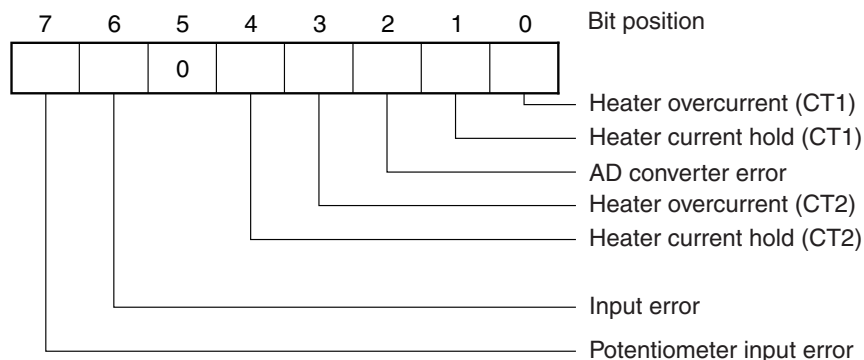 7 6 5 4 3 2 1 0 Bit position
0
Heater overcurrent (CT1)
Heater current hold (CT1)
AD converter error
Heater overcurrent (CT2)
Heater current hold (CT2)
Input error
Potentiometer input error